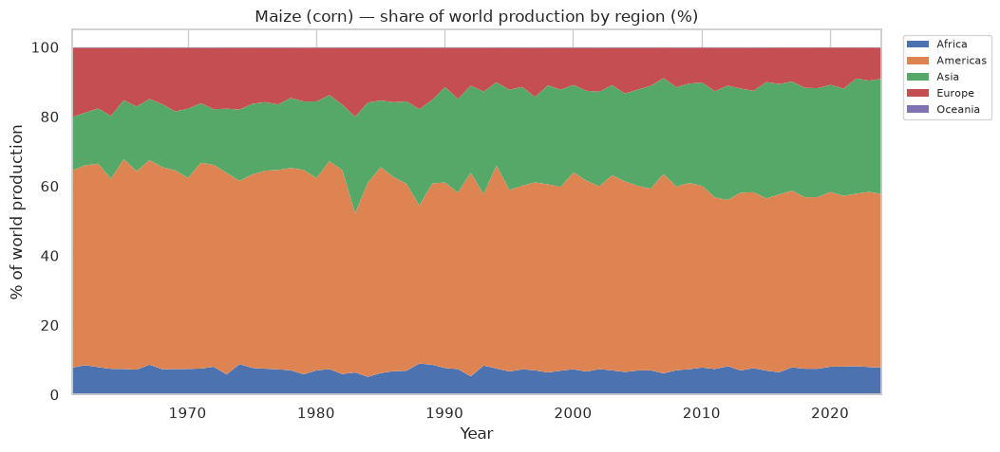 Maize (corn) — share of world production by region (%)
Africa
Americas
Asia
Europe
Oceania
% of world production
100
80
60
40
20
0
1970 1980 1990 2000 2010 2020
Year